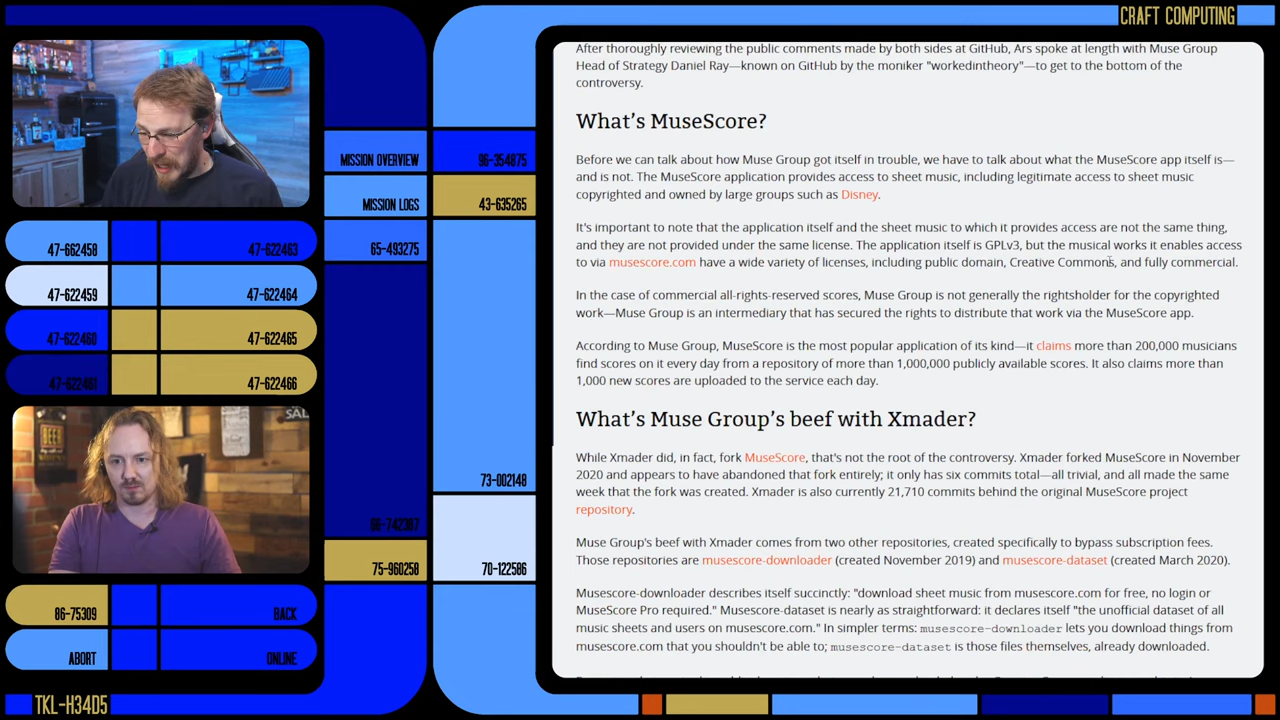 CRAFT COMPUTING
BEER
SAL
47-662458
47-622463
47-622459
47-622464
47-622460
47-622465
47-622461
47-622466
86-75309
BACK
ABORT
ONLINE
TKL-H34D5
MISSION OVERVIEW
96-354875
MISSION LOGS
43-635265
65-493275
73-002148
75-960258
70-122586
After thoroughly reviewing the public comments made by both sides at GitHub, Ars spoke at length with Muse Group
Head of Strategy Daniel Ray—known on GitHub by the moniker "workedintheory"—to get to the bottom of the
controversy.
What's MuseScore?
Before we can talk about how Muse Group got itself in trouble, we have to talk about what the MuseScore app itself is—
and is not. The MuseScore application provides access to sheet music, including legitimate access to sheet music
copyrighted and owned by large groups such as Disney.
It's important to note that the application itself and the sheet music to which it provides access are not the same thing,
and they are not provided under the same license. The application itself is GPLv3, but the musical works it enables access
to via musescore.com have a wide variety of licenses, including public domain, Creative Commons, and fully commercial.
In the case of commercial all-rights-reserved scores, Muse Group is not generally the rightsholder for the copyrighted
work—Muse Group is an intermediary that has secured the rights to distribute that work via the MuseScore app.
According to Muse Group, MuseScore is the most popular application of its kind—it claims more than 200,000 musicians
find scores on it every day from a repository of more than 1,000,000 publicly available scores. It also claims more than
1,000 new scores are uploaded to the service each day.
What's Muse Group's beef with Xmader?
While Xmader did, in fact, fork MuseScore, that's not the root of the controversy. Xmader forked MuseScore in November
2020 and appears to have abandoned that fork entirely; it only has six commits total—all trivial, and all made the same
week that the fork was created. Xmader is also currently 21,710 commits behind the original MuseScore project
repository.
Muse Group's beef with Xmader comes from two other repositories, created specifically to bypass subscription fees.
Those repositories are musescore-downloader (created November 2019) and musescore-dataset (created March 2020).
Musescore-downloader describes itself succinctly: "download sheet music from musescore.com for free, no login or
MuseScore Pro required." Musescore-dataset is nearly as straightforward: it declares itself "the unofficial dataset of all
music sheets and users on musescore.com." In simpler terms: musescore-downloader lets you download things from
musescore.com that you shouldn't be able to; musescore-dataset is those files themselves, already downloaded.